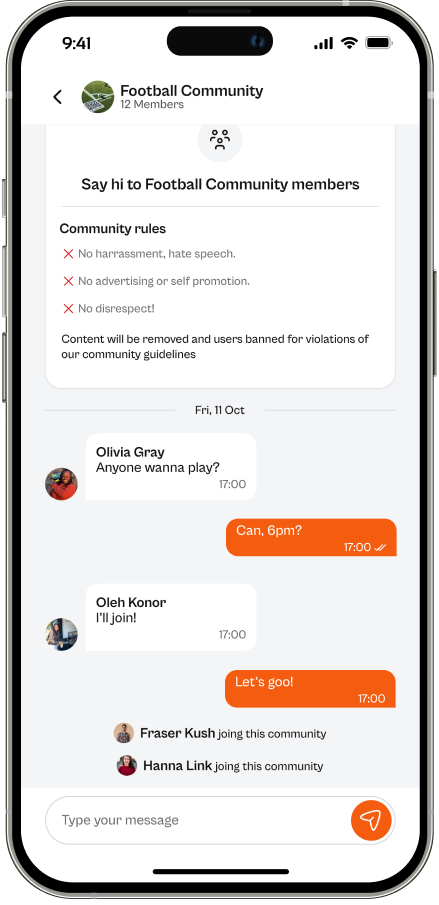 9:41
Football Community
12 Members
Say hi to Football Community members
Community rules
No harrassment, hate speech.
No advertising or self promotion.
No disrespect!
Content will be removed and users banned for violations of
our community guidelines
Fri, 11 Oct
Olivia Gray
Anyone wanna play?
17:00
Can, 6pm?
17:00
Oleh Konor
I'll join!
17:00
Let's goo!
17:00
Fraser Kush joing this community
Hanna Link joing this community
Type your message